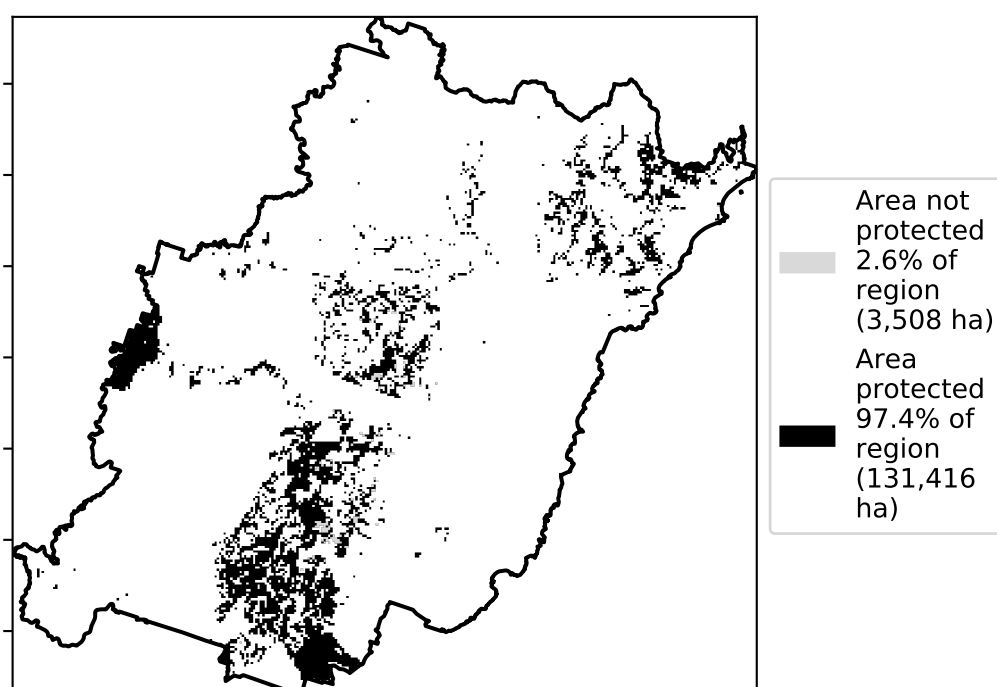 Area not
protected
2.6% of
region
(3,508 ha)
Area
protected
97.4% of
region
(131,416
ha)